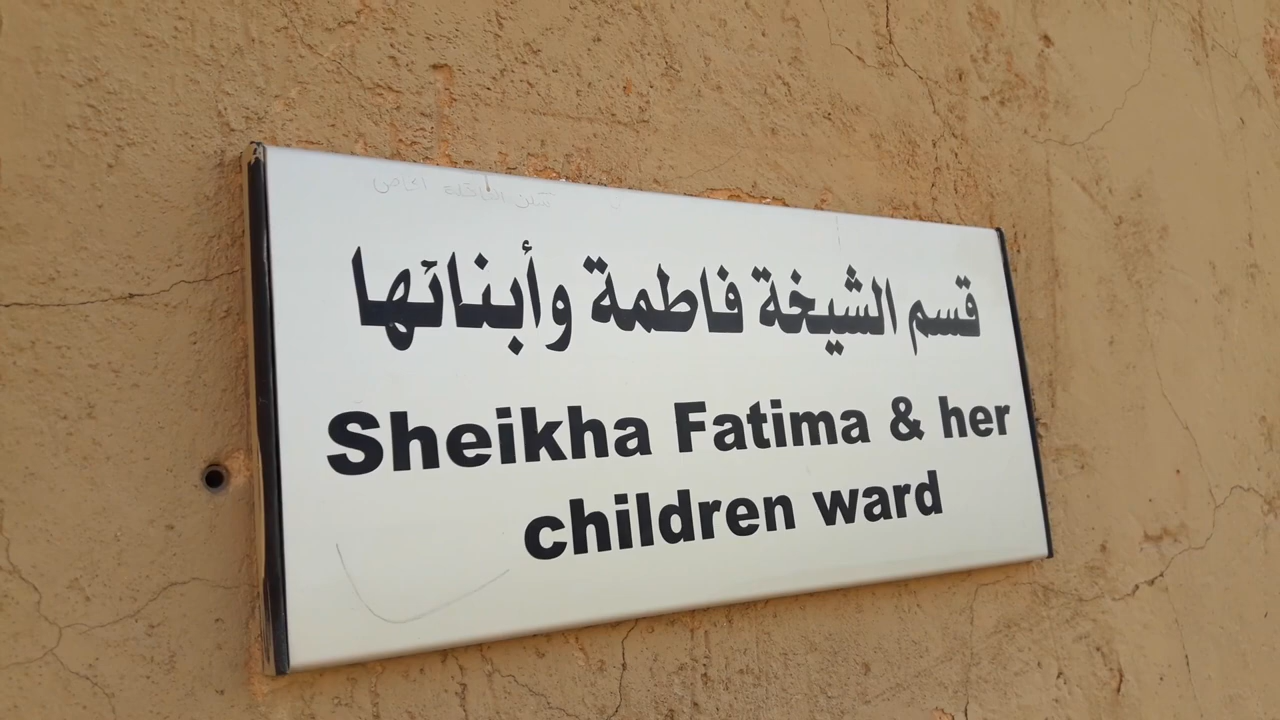 قسم الشيخة فاطمة وأبنائها
Sheikha Fatima & her
children ward